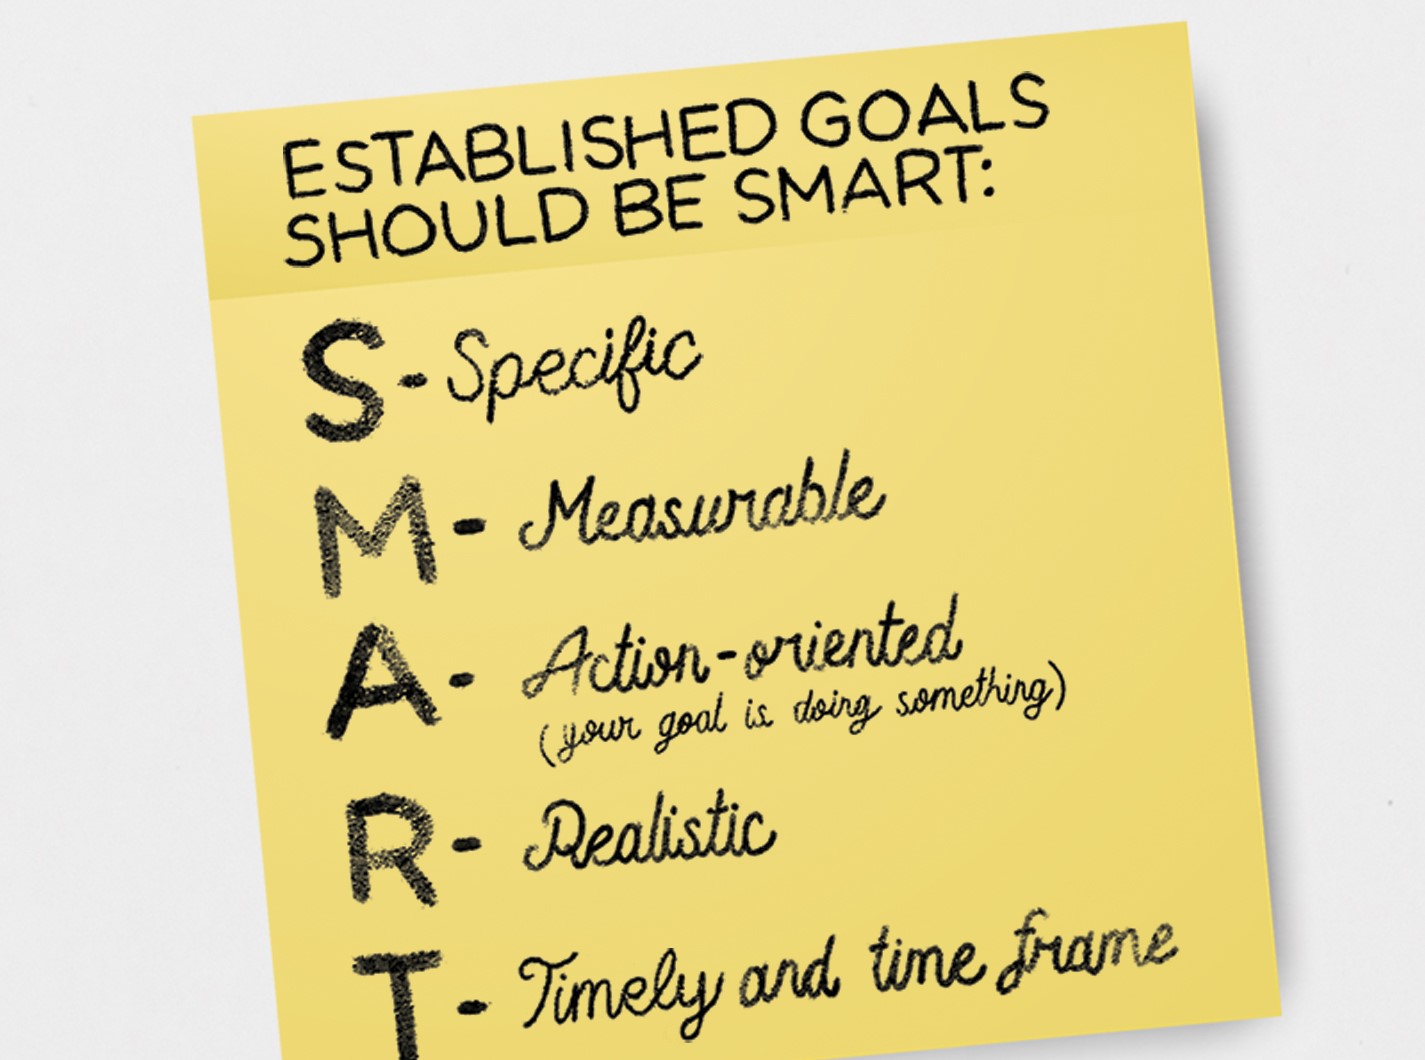 ESTABLISHED GOALS
SHOULD BE SMART:
S - Specific
M - Measurable
A - Action-oriented
(your goal is doing something)
R - Realistic
T - Timely and time frame